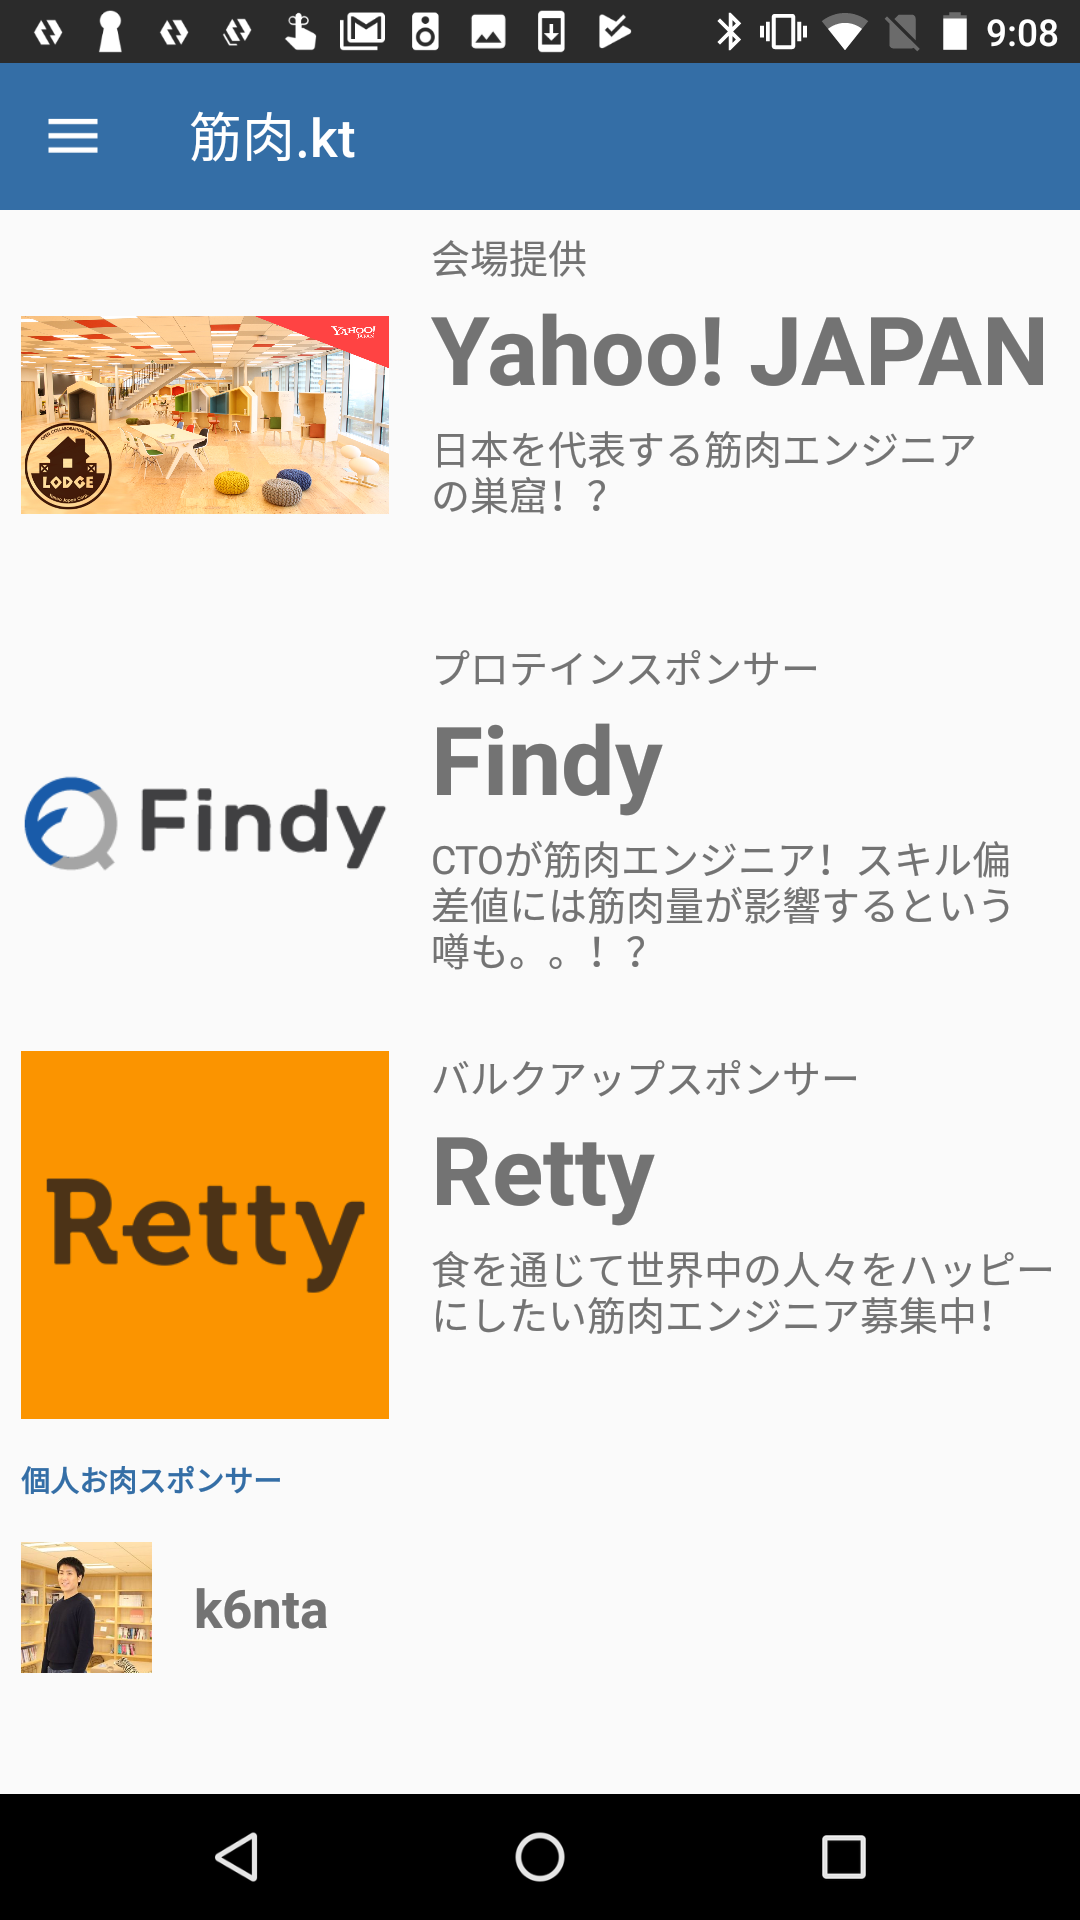 9:08
筋肉.kt
会場提供
YAHOO!
JAPAN
Yahoo! JAPAN
日本を代表する筋肉エンジニア
の巣窟！？
LODGE
プロテインスポンサー
Findy
Findy
CTOが筋肉エンジニア！スキル偏
差値には筋肉量が影響するという
噂も。。！？
バルクアップスポンサー
Retty
Retty
食を通じて世界中の人々をハッピー
にしたい筋肉エンジニア募集中！
個人お肉スポンサー
k6nta